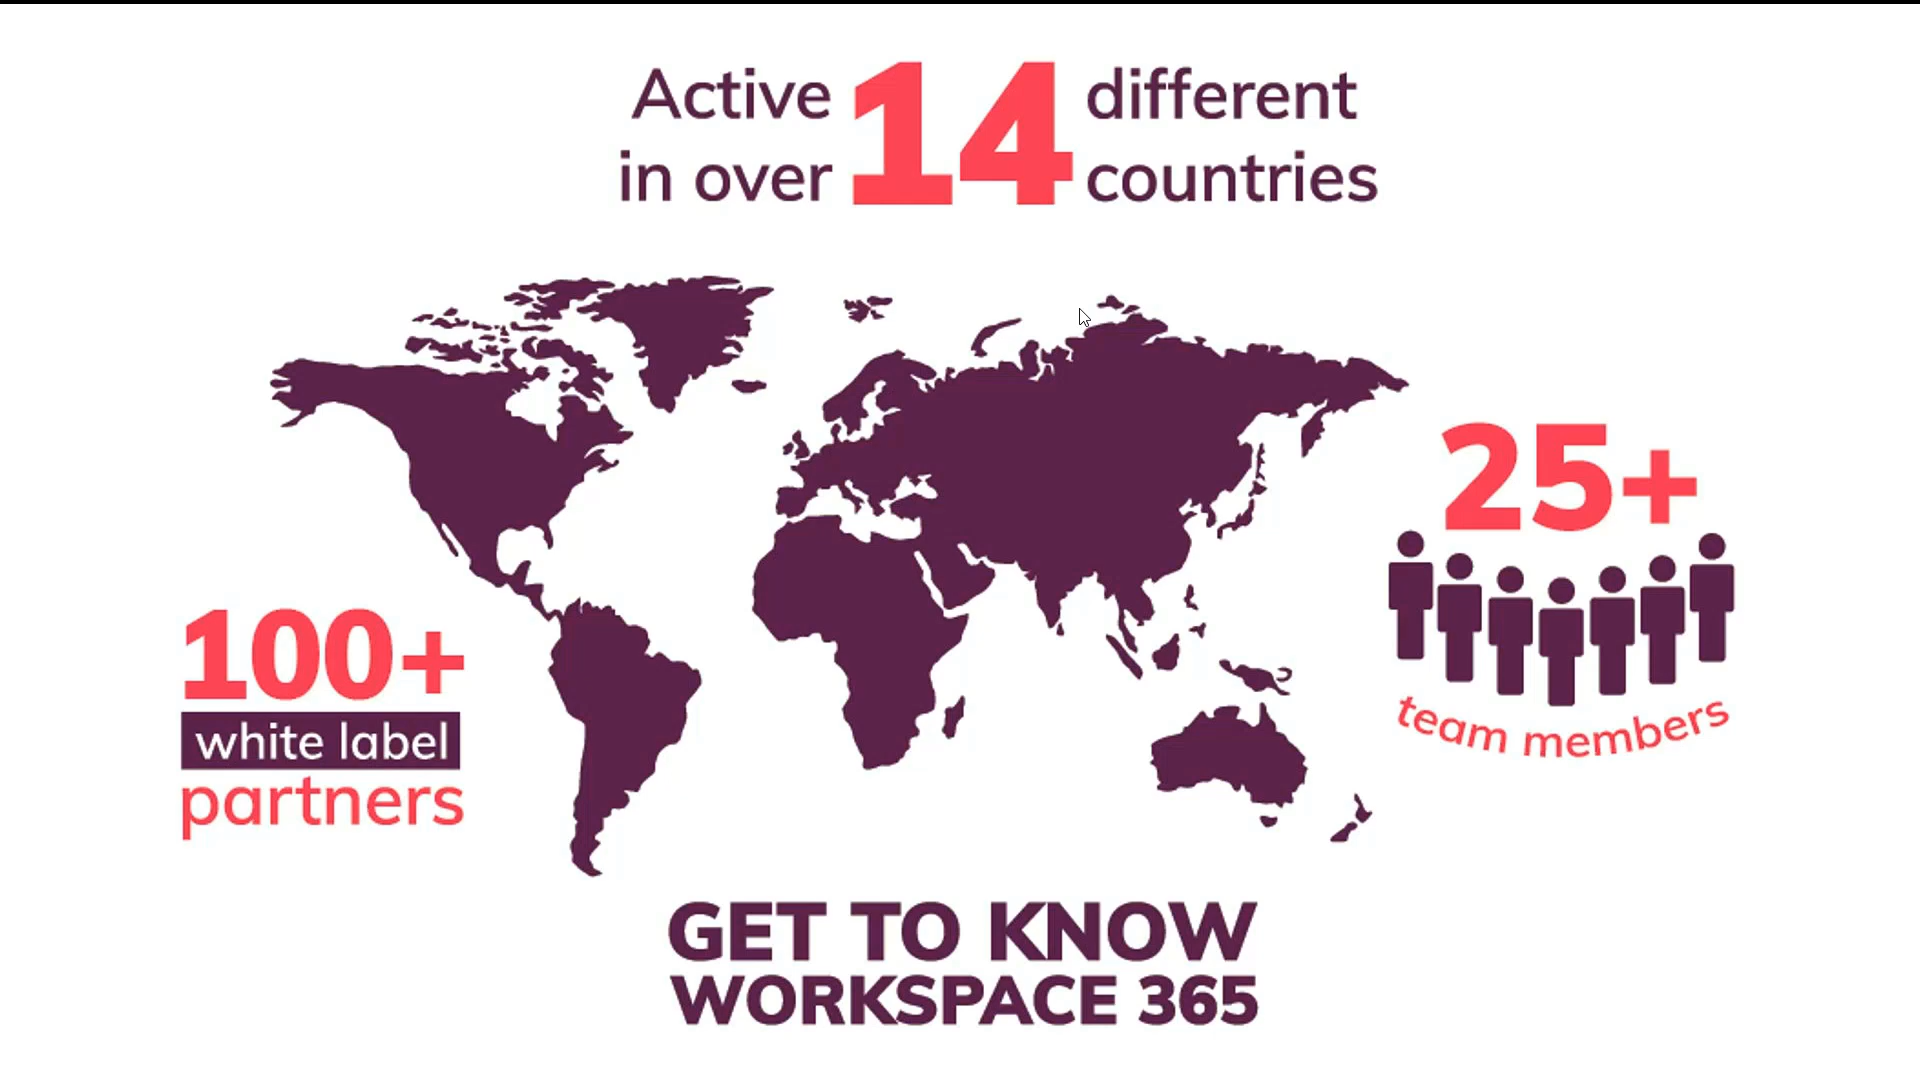 Active 14 different
in over countries
25+
team members
100+
white label
partners
GET TO KNOW
WORKSPACE 365